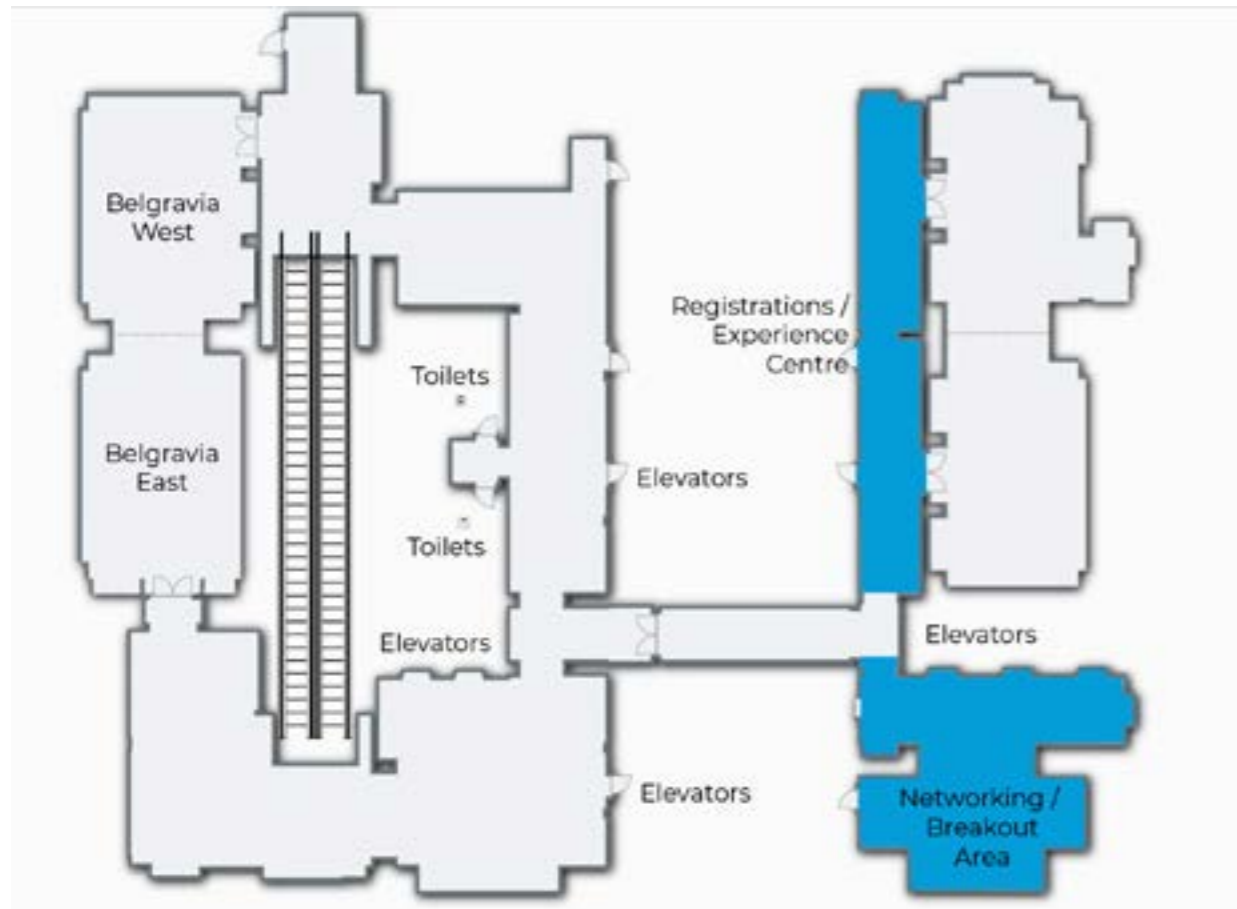 Belgravia
West
Registrations /
Experience
Centre
Toilets
Belgravia
East
Elevators
Toilets
Elevators
Elevators
Elevators
Networking /
Breakout
Area